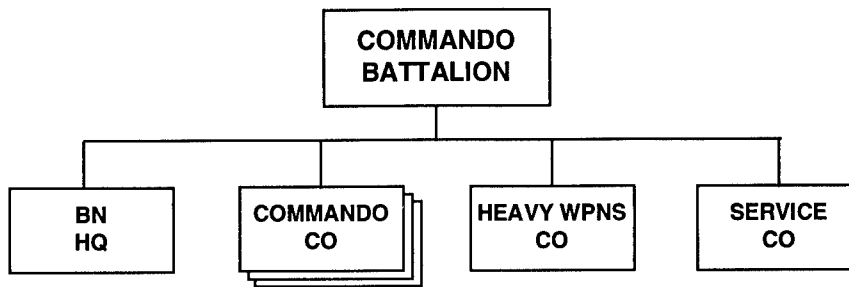 COMMANDO
BATTALION
BN
HQ
COMMANDO
CO
HEAVY WPNS
CO
SERVICE
CO